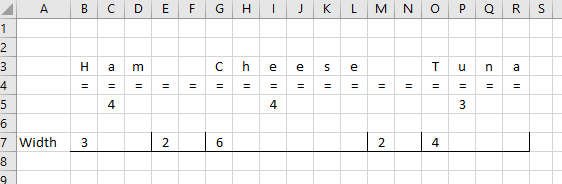 A B C D E F G H I J K L M N O P Q R S
1
2
3 H a m C h e e s e T u n a
4 = = = = = = = = = = = = = = = = =
5 4 4 3
6
7 Width 3 2 6 2 4
8
9